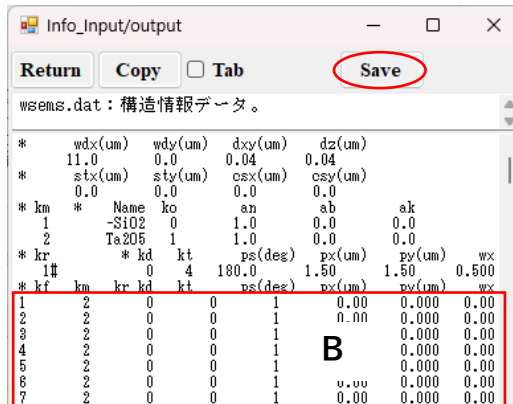 Info_Input/output
Return Copy Tab Save
wsems.dat：構造情報データ。
* wdx(um) wdy(um) dxy(um) dz(um)
11.0 0.0 0.04 0.04
* stx(um) sty(um) csx(um) csy(um)
0.0 0.0 0.0 0.0
* km * Name ko an ab ak
1 -SiO2 0 1.0 0.0 0.0
2 Ta2O5 1 1.0 0.0 0.0
* kr * kd kt ps(deg) px(um) py(um) wx
1# 0 4 180.0 1.50 1.50 0.500
* kf km kr kd kt ps(deg) px(um) py(um) wx
1 2 0 0 1 0.00 0.000 0.00
2 2 0 0 1 0.00 0.000 0.00
3 2 0 0 1 0.000 0.00
4 2 0 0 1 B 0.000 0.00
5 2 0 0 1 0.000 0.00
6 2 0 0 1 0.00 0.000 0.00
7 2 0 0 1 0.00 0.000 0.00